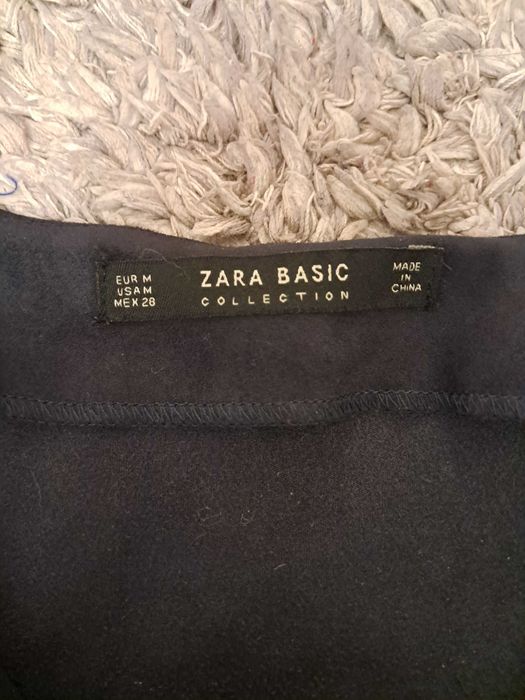 EUR M
USA M
MEX 28
ZARA BASIC
COLLECTION
MADE
IN
CHINA